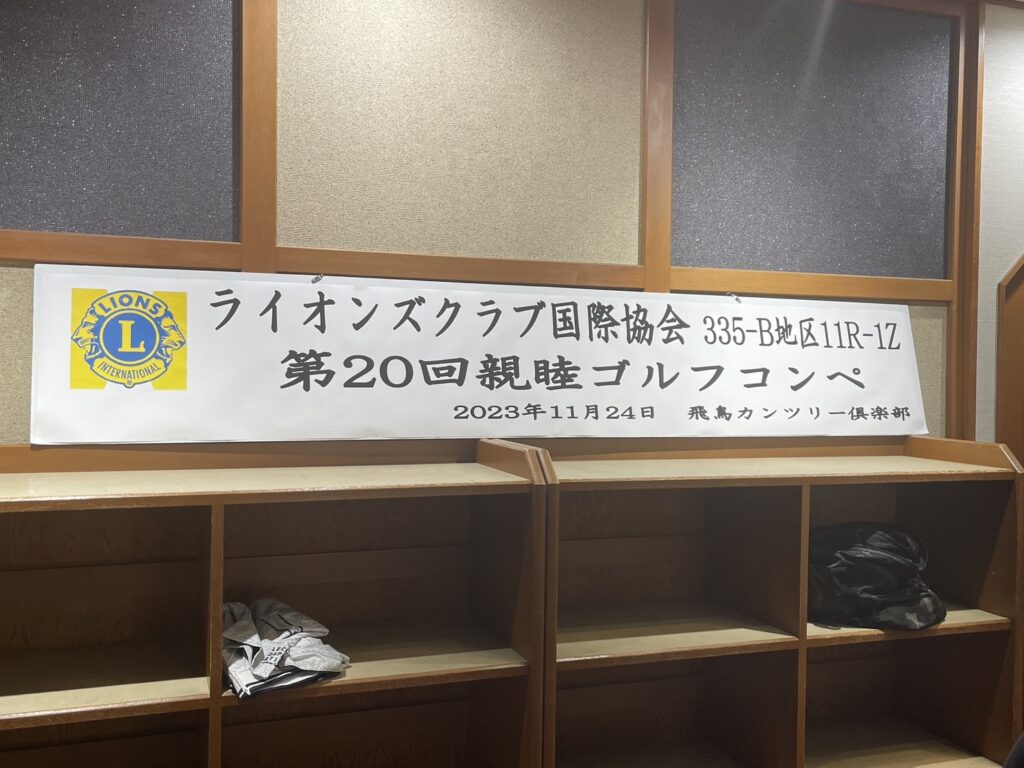 LIONS
L
INTERNATIONAL
ライオンズクラブ国際協会 335-B地区11R-1Z
第20回親睦ゴルフコンペ
2023年11月24日 飛鳥カンツリー倶楽部